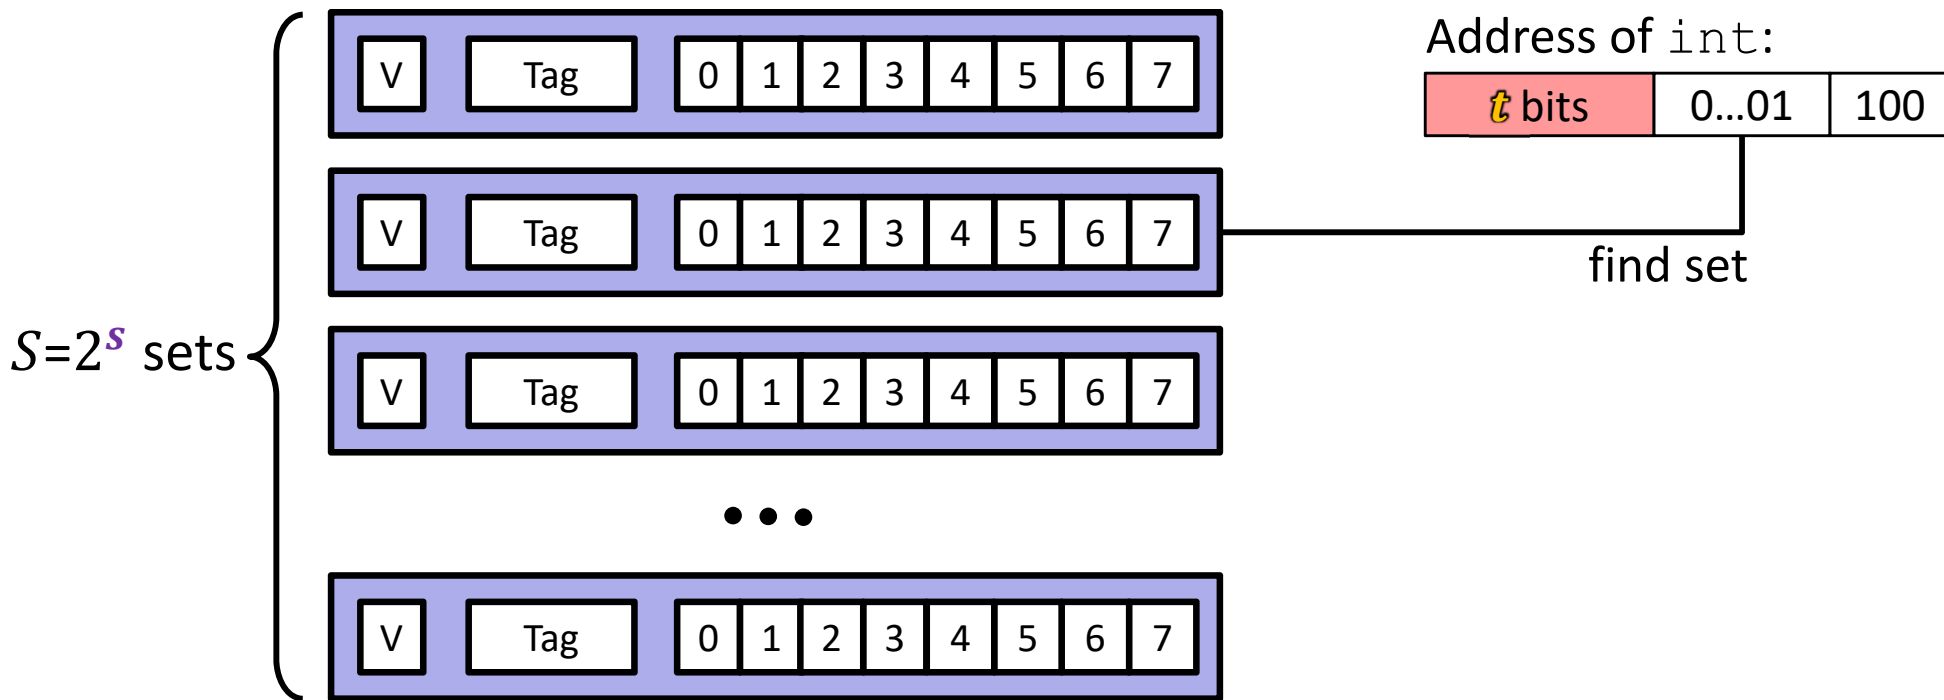 V Tag 0 1 2 3 4 5 6 7
Address of int:
t bits 0...01 100
V Tag 0 1 2 3 4 5 6 7
find set
S=2^s sets
V Tag 0 1 2 3 4 5 6 7
•••
V Tag 0 1 2 3 4 5 6 7